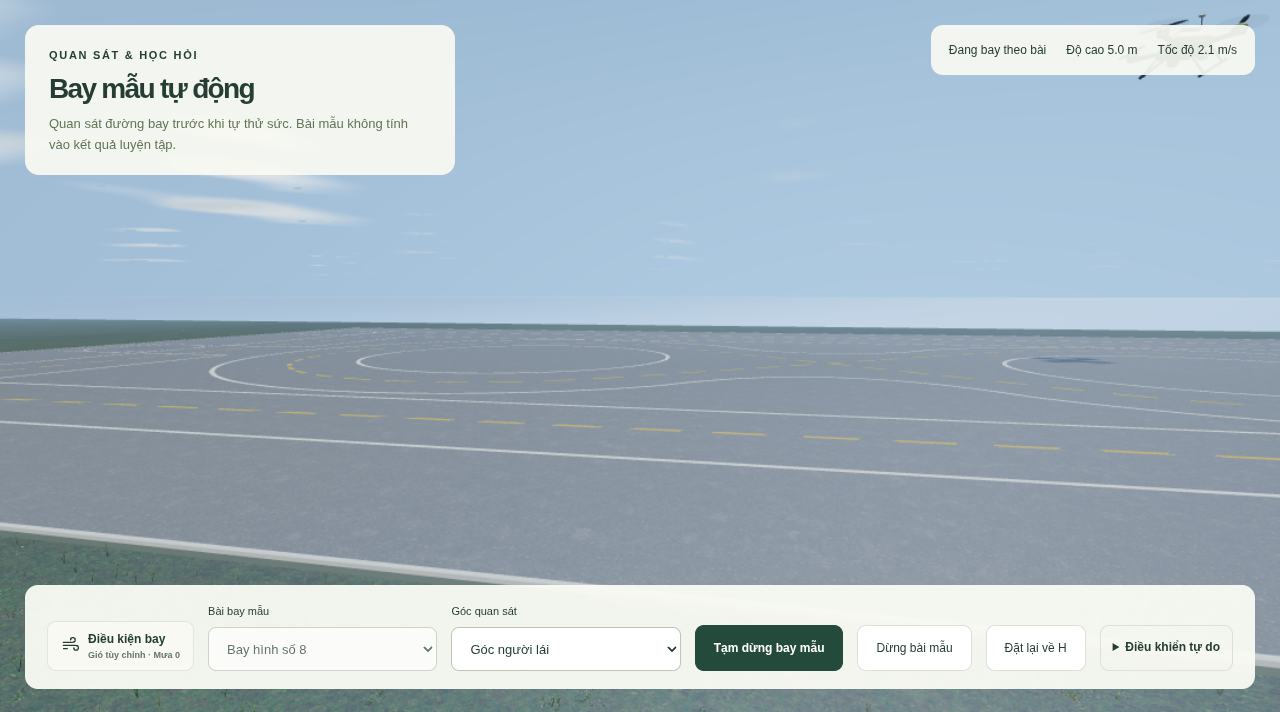 QUAN SÁT & HỌC HỎI
Bay mẫu tự động
Quan sát đường bay trước khi tự thử sức. Bài mẫu không tính
vào kết quả luyện tập.
Đang bay theo bài Độ cao 5.0 m Tốc độ 2.1 m/s
Điều kiện bay
Gió tùy chỉnh · Mưa 0
Bài bay mẫu
Bay hình số 8
Góc quan sát
Góc người lái
Tạm dừng bay mẫu
Dừng bài mẫu
Đặt lại về H
Điều khiển tự do